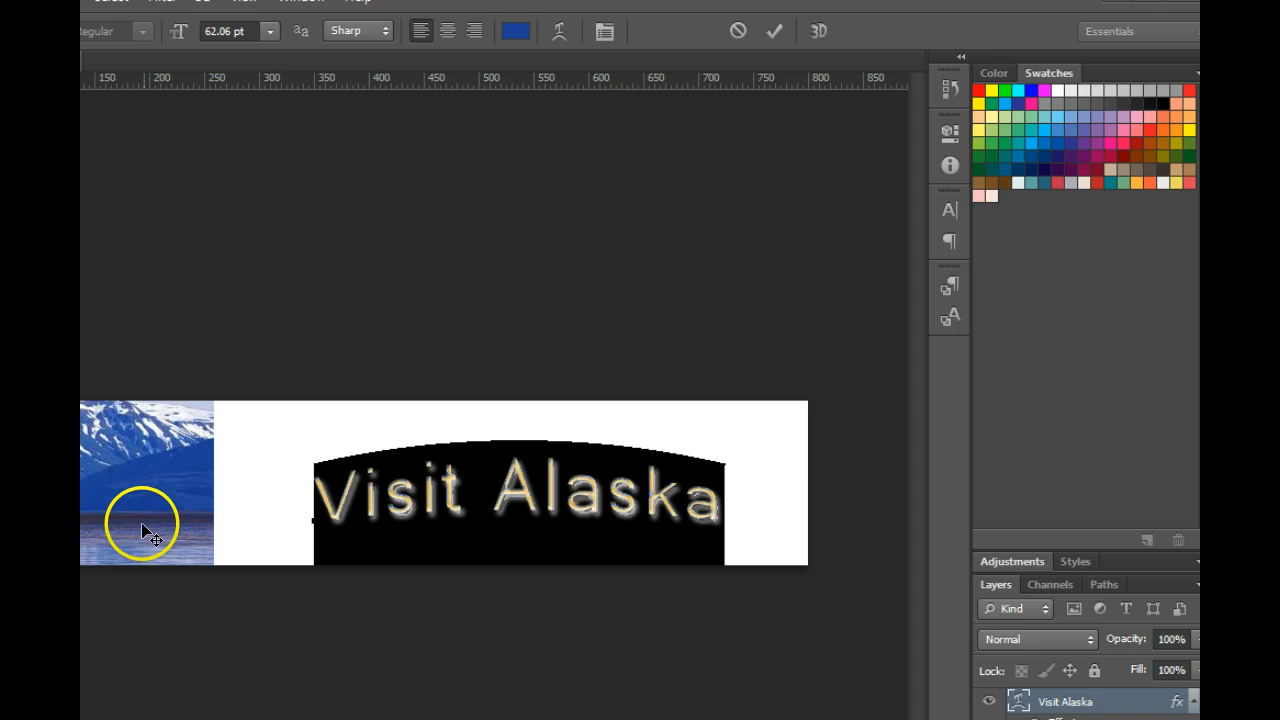 Regular
62.06 pt
aa
Sharp
3D
Essentials
150 200 250 300 350 400 450 500 550 600 650 700 750 800 850
Color Swatches
Visit Alaska
Adjustments Styles
Layers Channels Paths
Kind
Normal Opacity: 100%
Lock: Fill: 100%
Visit Alaska fx